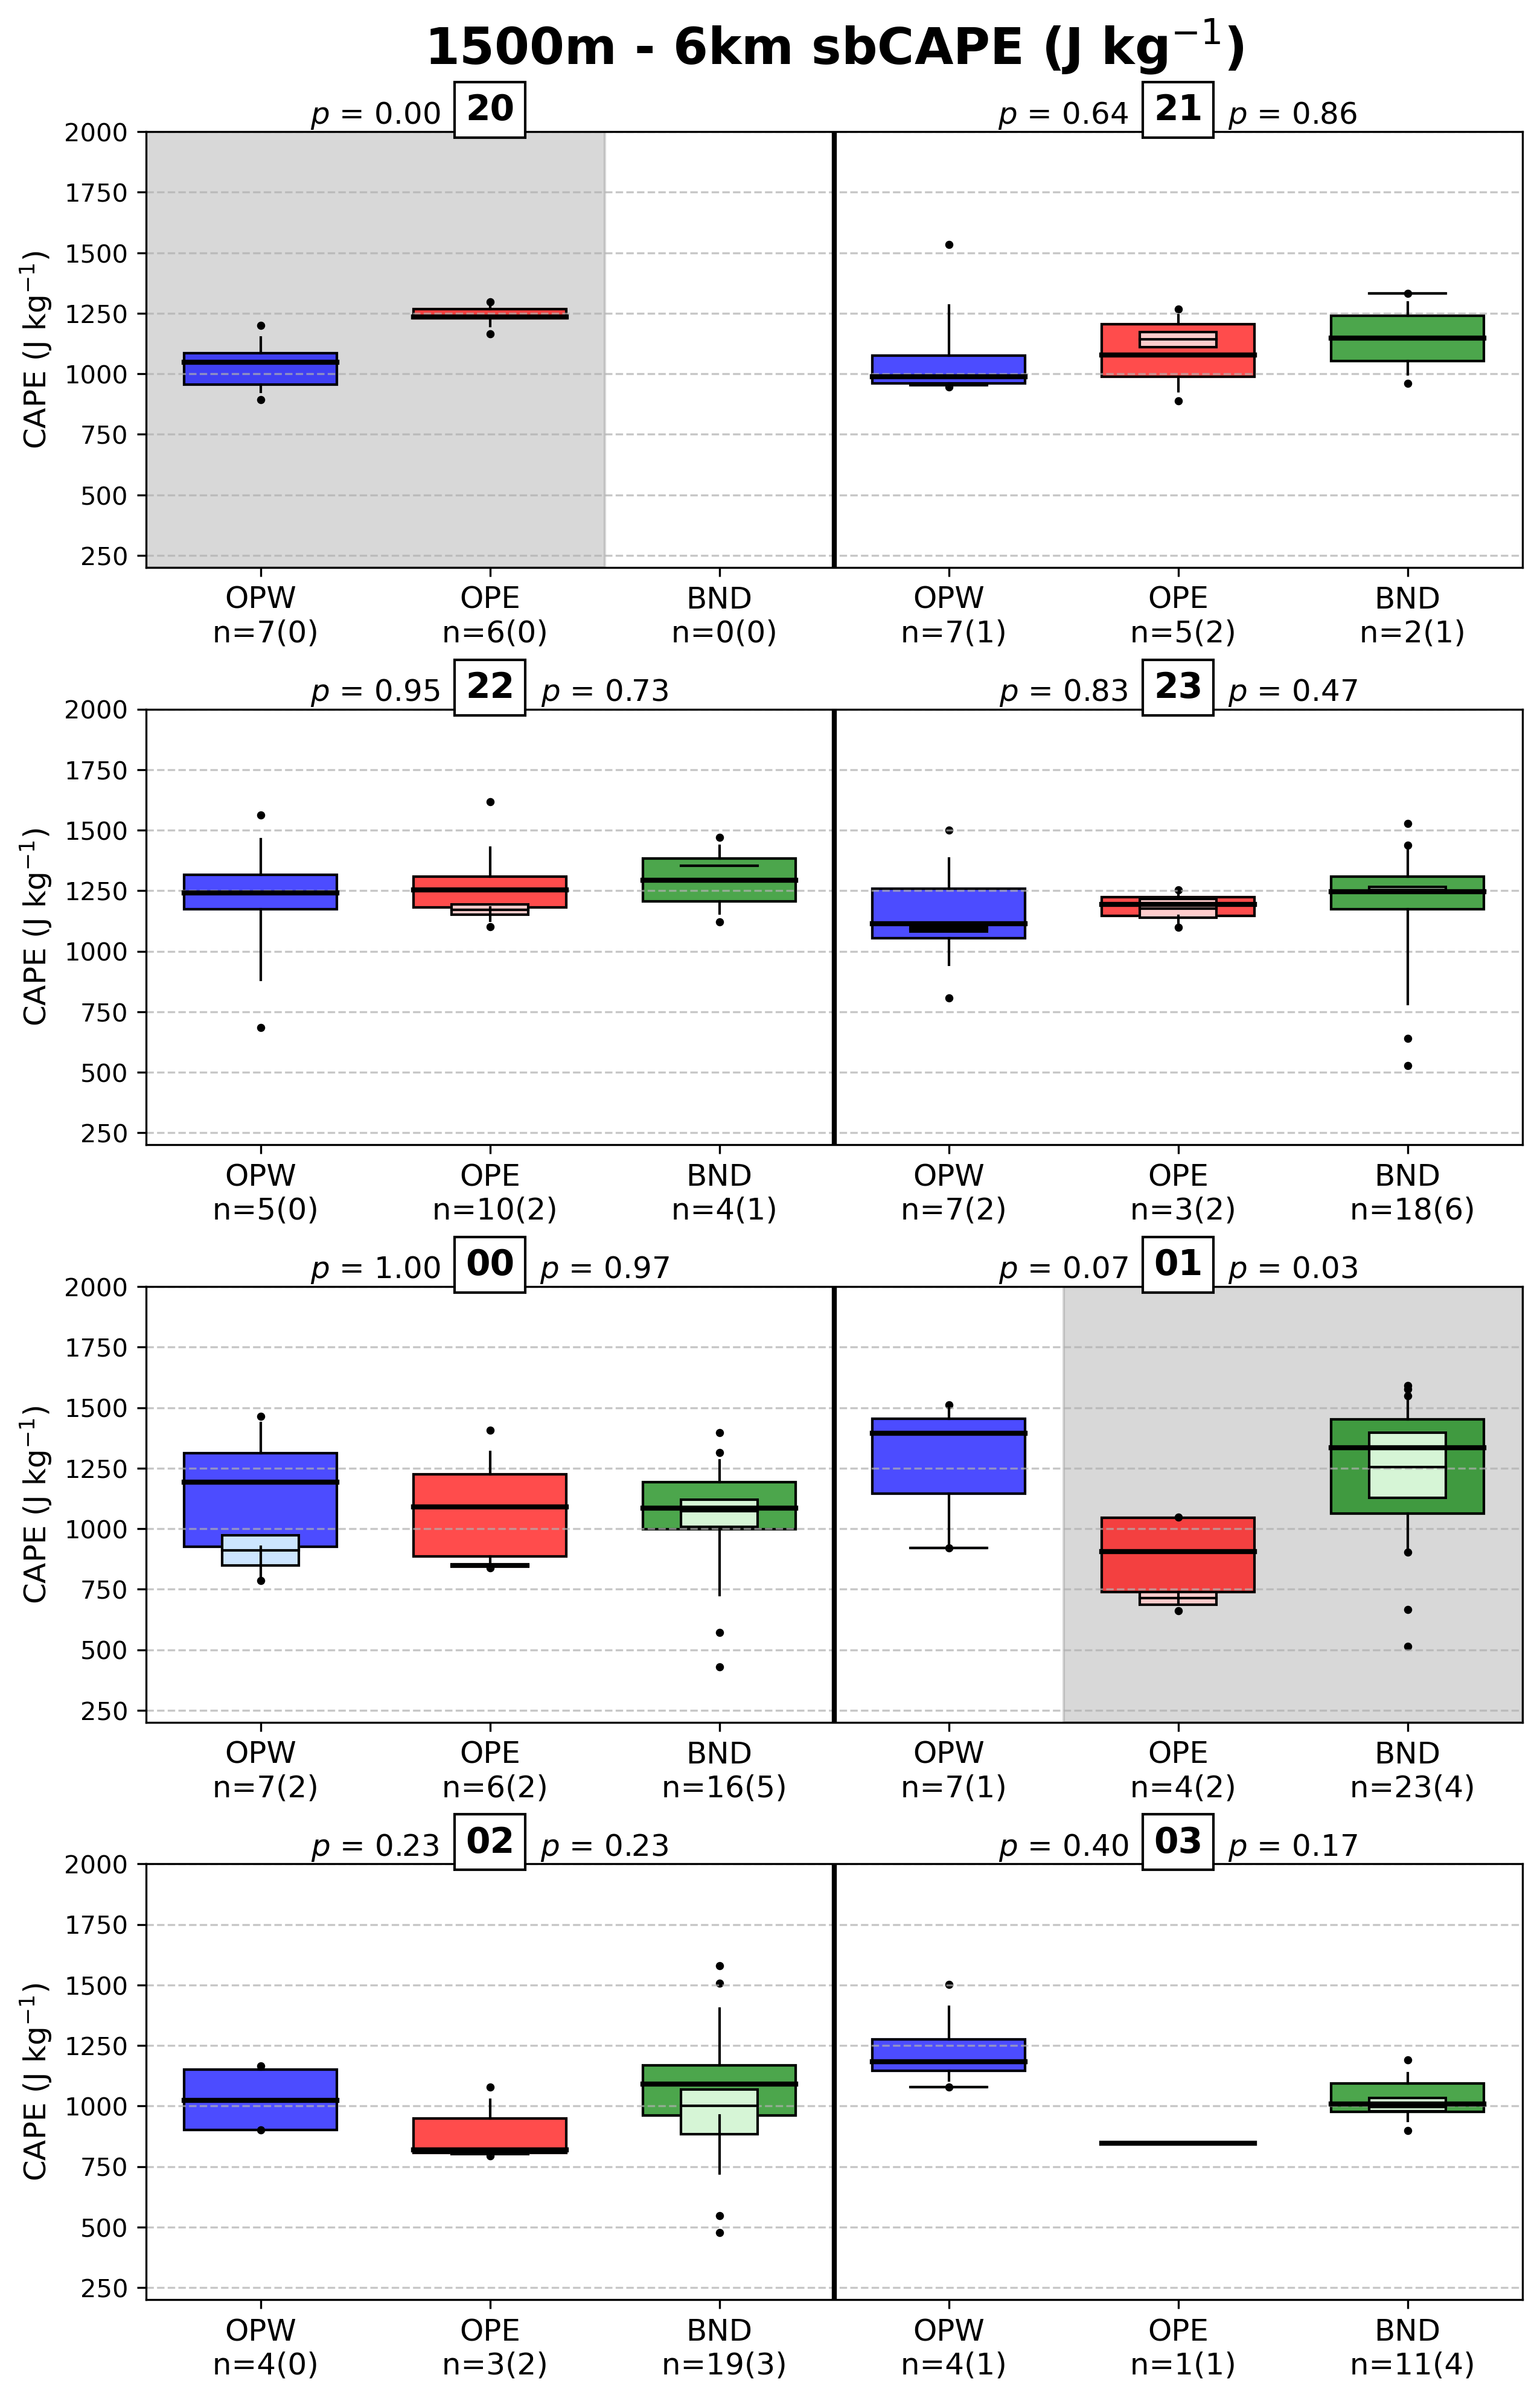 1500m - 6km sbCAPE (J kg⁻¹)
p = 0.00 20
p = 0.64 21 p = 0.86
CAPE (J kg⁻¹)
2000
1750
1500
1250
1000
750
500
250
OPW OPE BND OPW OPE BND
n=7(0) n=6(0) n=0(0) n=7(1) n=5(2) n=2(1)
p = 0.95 22 p = 0.73
p = 0.83 23 p = 0.47
CAPE (J kg⁻¹)
2000
1750
1500
1250
1000
750
500
250
OPW OPE BND OPW OPE BND
n=5(0) n=10(2) n=4(1) n=7(2) n=3(2) n=18(6)
p = 1.00 00 p = 0.97
p = 0.07 01 p = 0.03
CAPE (J kg⁻¹)
2000
1750
1500
1250
1000
750
500
250
OPW OPE BND OPW OPE BND
n=7(2) n=6(2) n=16(5) n=7(1) n=4(2) n=23(4)
p = 0.23 02 p = 0.23
p = 0.40 03 p = 0.17
CAPE (J kg⁻¹)
2000
1750
1500
1250
1000
750
500
250
OPW OPE BND OPW OPE BND
n=4(0) n=3(2) n=19(3) n=4(1) n=1(1) n=11(4)